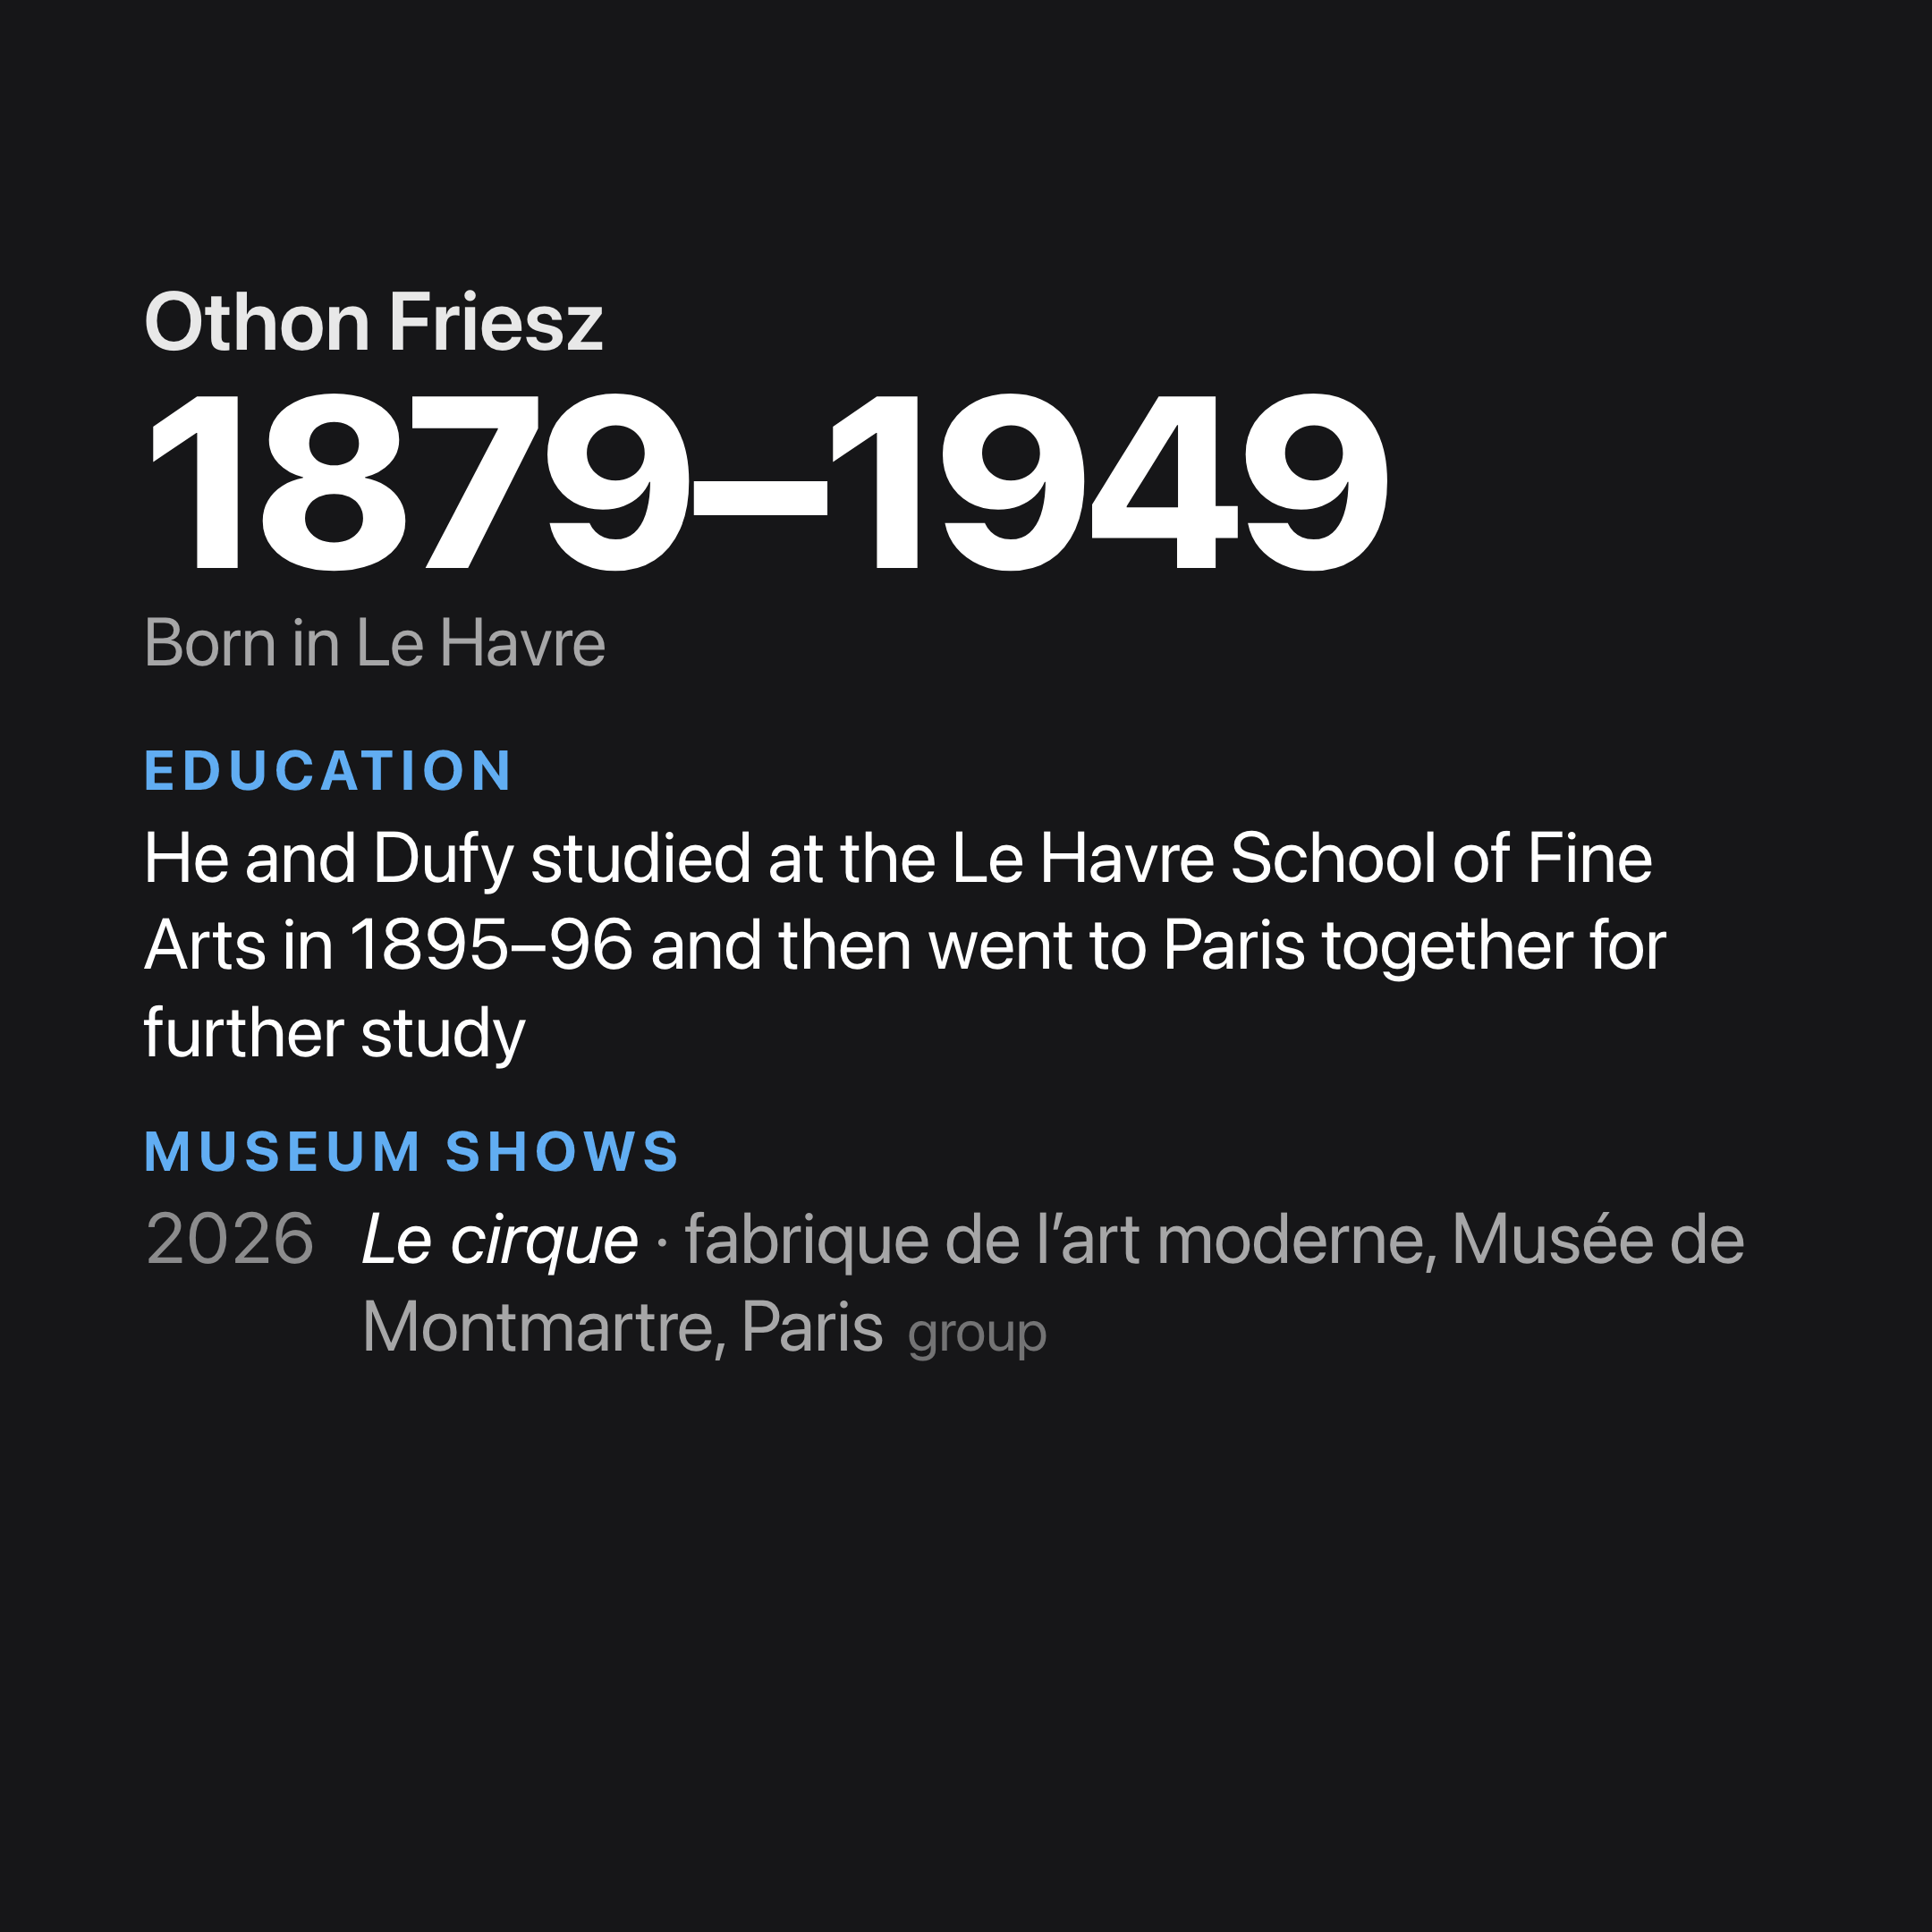 Othon Friesz
1879–1949
Born in Le Havre
EDUCATION
He and Dufy studied at the Le Havre School of Fine
Arts in 1895–96 and then went to Paris together for
further study
MUSEUM SHOWS
2026 Le cirque · fabrique de l’art moderne, Musée de
Montmartre, Paris group